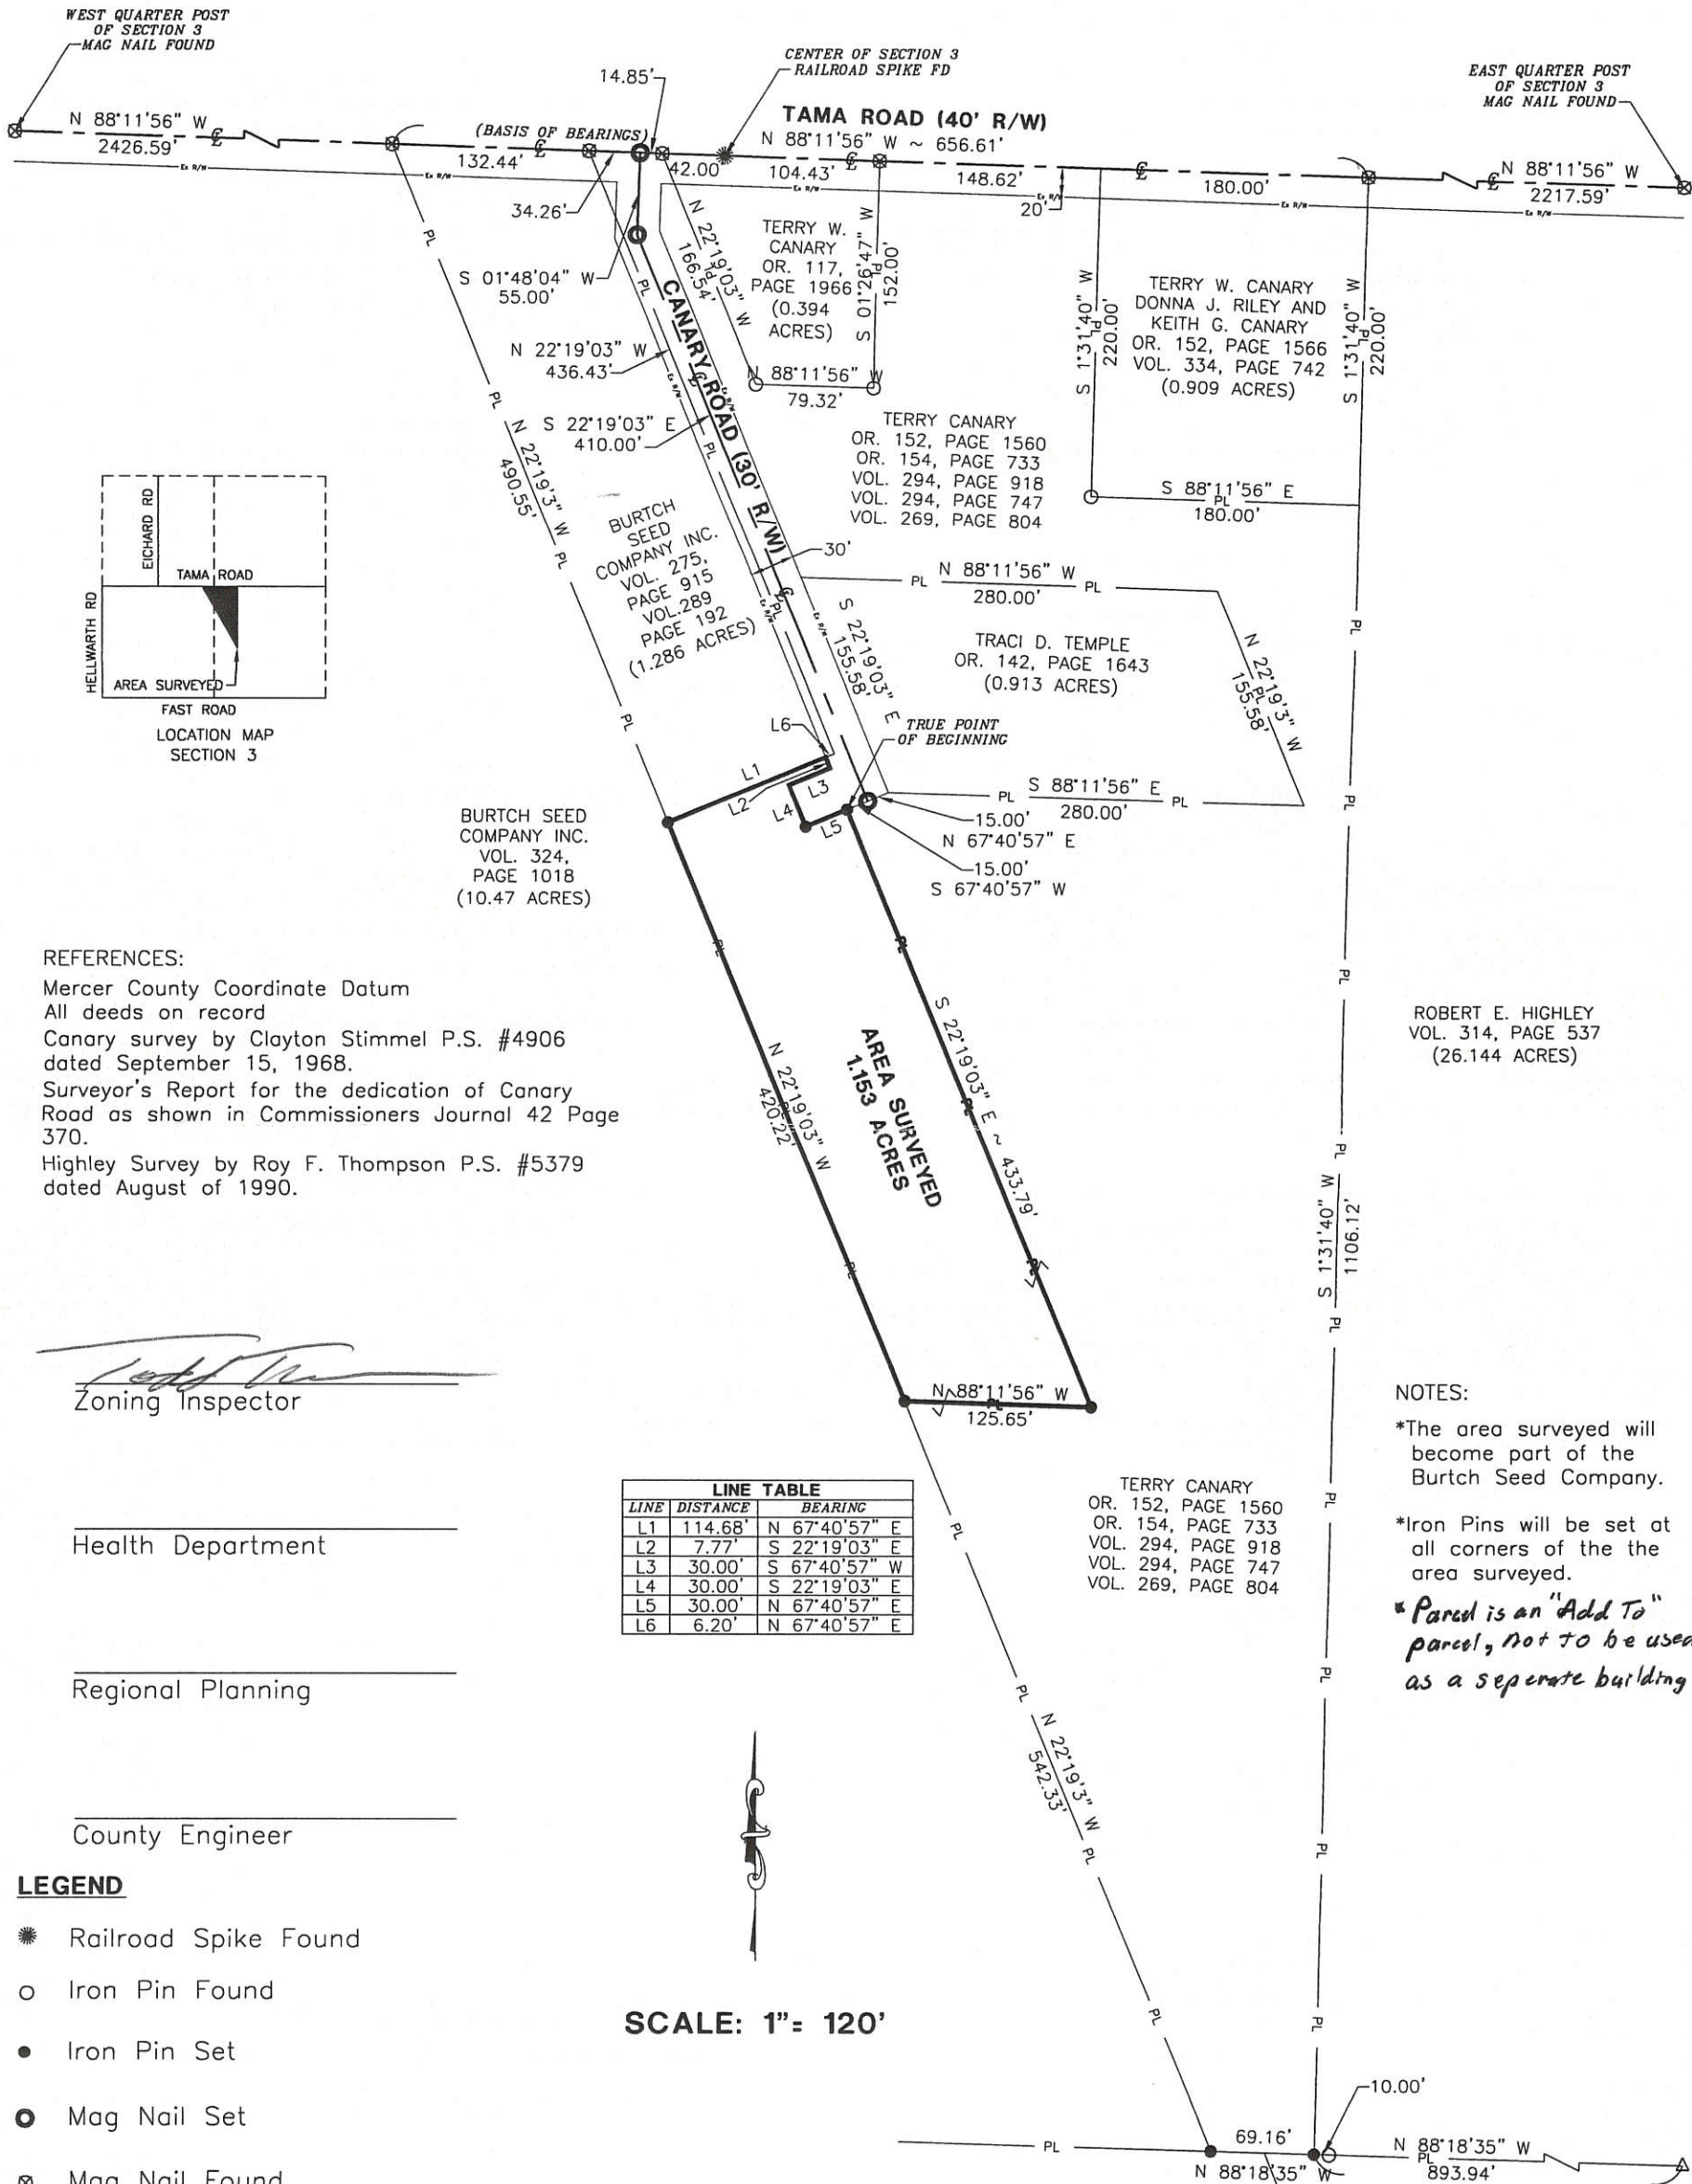 WEST QUARTER POST
OF SECTION 3
MAG NAIL FOUND
CENTER OF SECTION 3
RAILROAD SPIKE FD
EAST QUARTER POST
OF SECTION 3
MAG NAIL FOUND
14.85'
TAMA ROAD (40' R/W)
N 88°11'56" W
2426.59'
(BASIS OF BEARINGS)
N 88°11'56" W ~ 656.61'
132.44'
42.00'
104.43'
148.62'
180.00'
N 88°11'56" W
2217.59'
Ex R/W
Ex R/W
Ex R/W
Ex R/W
Ex R/W
Ex R/W
34.26'
20'
S 01°48'04" W
55.00'
N 22°19'03" W
166.54'
TERRY W.
CANARY
OR. 117,
PAGE 1966
(0.394
ACRES)
S 01°26'47" W
152.00'
N 88°11'56" W
79.32'
S 1°31'40" W
220.00'
TERRY W. CANARY
DONNA J. RILEY AND
KEITH G. CANARY
OR. 152, PAGE 1566
VOL. 334, PAGE 742
(0.909 ACRES)
S 1°31'40" W
220.00'
S 88°11'56" E
180.00'
N 22°19'03" W
436.43'
S 22°19'03" E
410.00'
CANARY ROAD (30' R/W)
N 22°19'3" W
490.55'
TERRY CANARY
OR. 152, PAGE 1560
OR. 154, PAGE 733
VOL. 294, PAGE 918
VOL. 294, PAGE 747
VOL. 269, PAGE 804
BURTCH
SEED
COMPANY INC.
VOL. 275,
PAGE 915
VOL.289
PAGE 192
(1.286 ACRES)
30'
N 88°11'56" W
280.00'
S 22°19'03" E
155.58'
TRACI D. TEMPLE
OR. 142, PAGE 1643
(0.913 ACRES)
N 22°19'3" W
155.58'
S 88°11'56" E
280.00'
EICHARD RD
TAMA ROAD
HELLWARTH RD
AREA SURVEYED
FAST ROAD
LOCATION MAP
SECTION 3
L6
TRUE POINT
OF BEGINNING
L1
L2
L3
L4
L5
15.00'
N 67°40'57" E
15.00'
S 67°40'57" W
BURTCH SEED
COMPANY INC.
VOL. 324,
PAGE 1018
(10.47 ACRES)
REFERENCES:
Mercer County Coordinate Datum
All deeds on record
Canary survey by Clayton Stimmel P.S. #4906
dated September 15, 1968.
Surveyor's Report for the dedication of Canary
Road as shown in Commissioners Journal 42 Page
370.
Highley Survey by Roy F. Thompson P.S. #5379
dated August of 1990.
AREA SURVEYED
1.153 ACRES
N 22°19'03" W
420.22'
S 22°19'03" E ~ 433.79'
ROBERT E. HIGHLEY
VOL. 314, PAGE 537
(26.144 ACRES)
S 1°31'40" W
1106.12'
N 88°11'56" W
125.65'
Zoning Inspector
Health Department
Regional Planning
County Engineer
LINE TABLE
LINE DISTANCE BEARING
L1 114.68' N 67°40'57" E
L2 7.77' S 22°19'03" E
L3 30.00' S 67°40'57" W
L4 30.00' S 22°19'03" E
L5 30.00' N 67°40'57" E
L6 6.20' N 67°40'57" E
TERRY CANARY
OR. 152, PAGE 1560
OR. 154, PAGE 733
VOL. 294, PAGE 918
VOL. 294, PAGE 747
VOL. 269, PAGE 804
NOTES:
*The area surveyed will
become part of the
Burtch Seed Company.
*Iron Pins will be set at
all corners of the the
area surveyed.
* Parcel is an "Add To"
parcel, not to be used
as a seperate building
N 22°19'3" W
542.33'
LEGEND
Railroad Spike Found
Iron Pin Found
Iron Pin Set
Mag Nail Set
Mag Nail Found
SCALE: 1"= 120'
10.00'
PL
69.16'
N 88°18'35" W
N 88°18'35" W
PL
893.94'